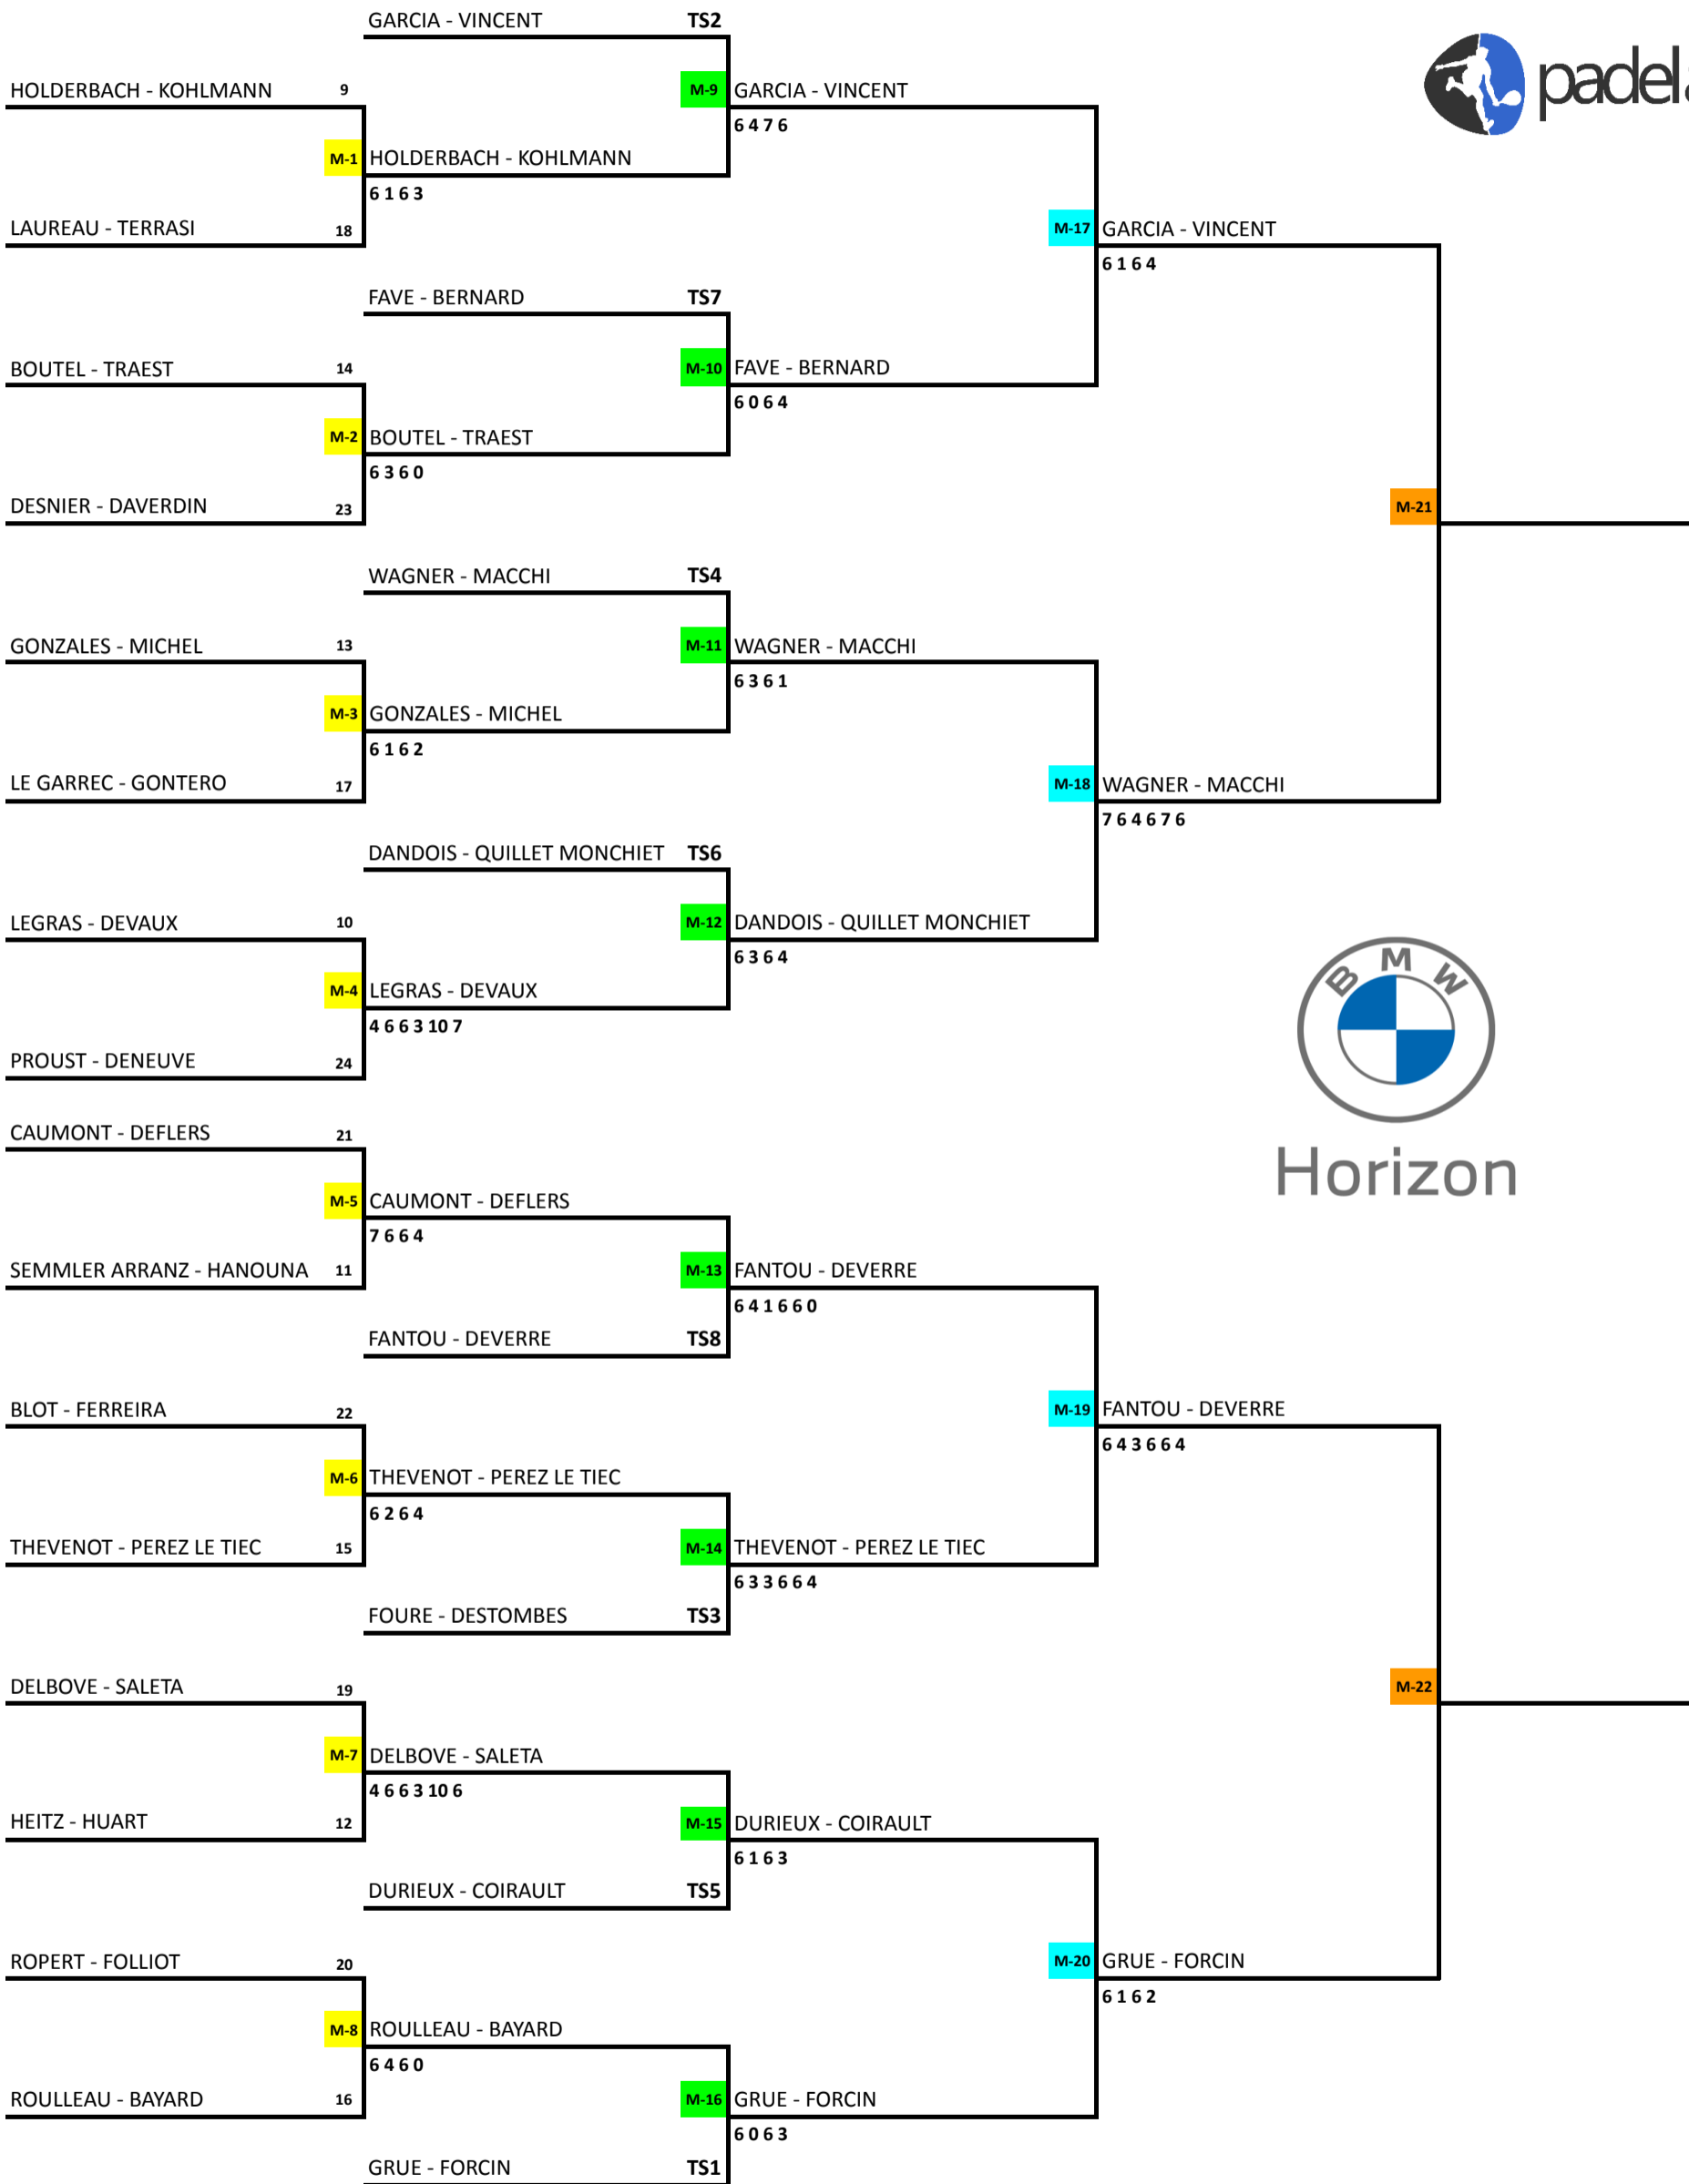 GARCIA - VINCENT TS2
HOLDERBACH - KOHLMANN 9
M-9 GARCIA - VINCENT
6 4 7 6
M-1 HOLDERBACH - KOHLMANN
6 1 6 3
LAUREAU - TERRASI 18
M-17 GARCIA - VINCENT
6 1 6 4
FAVE - BERNARD TS7
BOUTEL - TRAEST 14
M-10 FAVE - BERNARD
6 0 6 4
M-2 BOUTEL - TRAEST
6 3 6 0
DESNIER - DAVERDIN 23
M-21
WAGNER - MACCHI TS4
GONZALES - MICHEL 13
M-11 WAGNER - MACCHI
6 3 6 1
M-3 GONZALES - MICHEL
6 1 6 2
LE GARREC - GONTERO 17
M-18 WAGNER - MACCHI
7 6 4 6 7 6
DANDOIS - QUILLET MONCHIET TS6
LEGRAS - DEVAUX 10
M-12 DANDOIS - QUILLET MONCHIET
6 3 6 4
M-4 LEGRAS - DEVAUX
4 6 6 3 10 7
PROUST - DENEUVE 24
CAUMONT - DEFLERS 21
M-5 CAUMONT - DEFLERS
7 6 6 4
SEMMLER ARRANZ - HANOUNA 11
M-13 FANTOU - DEVERRE
6 4 1 6 6 0
FANTOU - DEVERRE TS8
BLOT - FERREIRA 22
M-19 FANTOU - DEVERRE
6 4 3 6 6 4
M-6 THEVENOT - PEREZ LE TIEC
6 2 6 4
THEVENOT - PEREZ LE TIEC 15
M-14 THEVENOT - PEREZ LE TIEC
6 3 3 6 6 4
FOURE - DESTOMBES TS3
DELBOVE - SALETA 19
M-22
M-7 DELBOVE - SALETA
4 6 6 3 10 6
HEITZ - HUART 12
M-15 DURIEUX - COIRAULT
6 1 6 3
DURIEUX - COIRAULT TS5
ROPERT - FOLLIOT 20
M-20 GRUE - FORCIN
6 1 6 2
M-8 ROULLEAU - BAYARD
6 4 6 0
ROULLEAU - BAYARD 16
M-16 GRUE - FORCIN
6 0 6 3
GRUE - FORCIN TS1
padel
BMW
Horizon